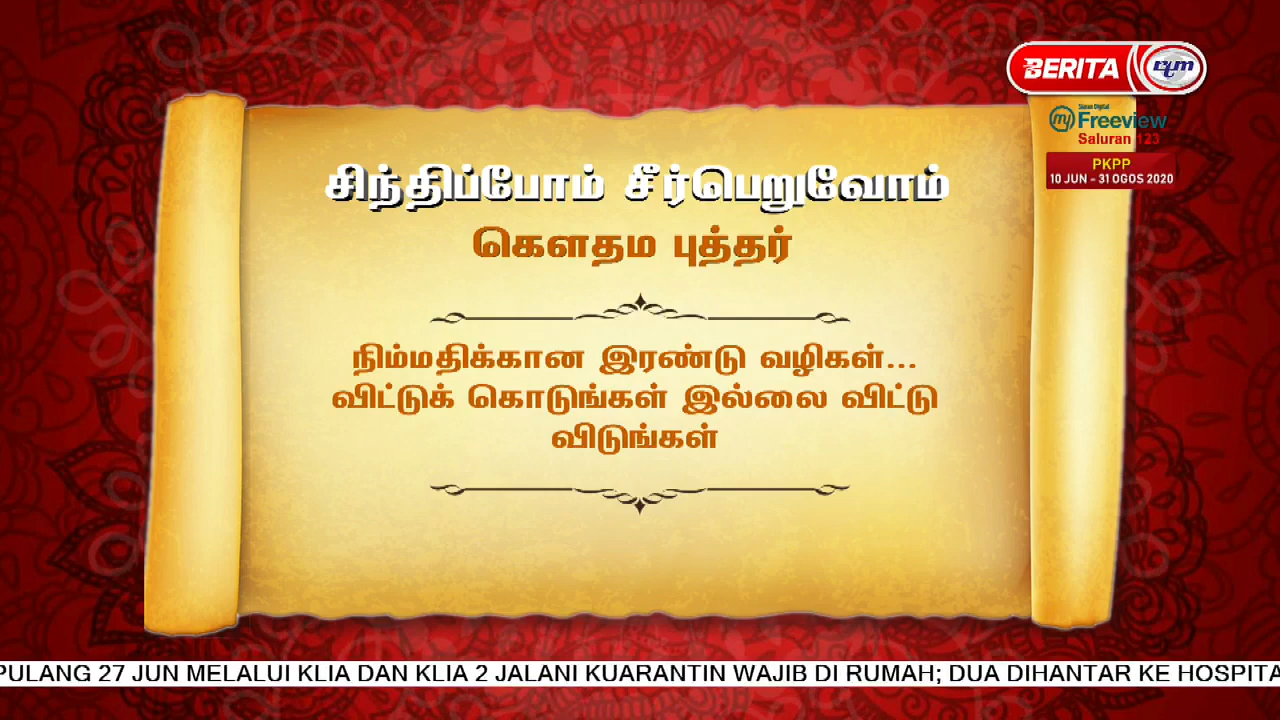 BERITA rtm
Siaran Digital
my Freeview
Saluran 123
PKPP
10 JUN - 31 OGOS 2020
சிந்திப்போம் சீர்பெறுவோம்
கௌதம புத்தர்
நிம்மதிக்கான இரண்டு வழிகள்...
விட்டுக் கொடுங்கள் இல்லை விட்டு
விடுங்கள்
PULANG 27 JUN MELALUI KLIA DAN KLIA 2 JALANI KUARANTIN WAJIB DI RUMAH; DUA DIHANTAR KE HOSPITA